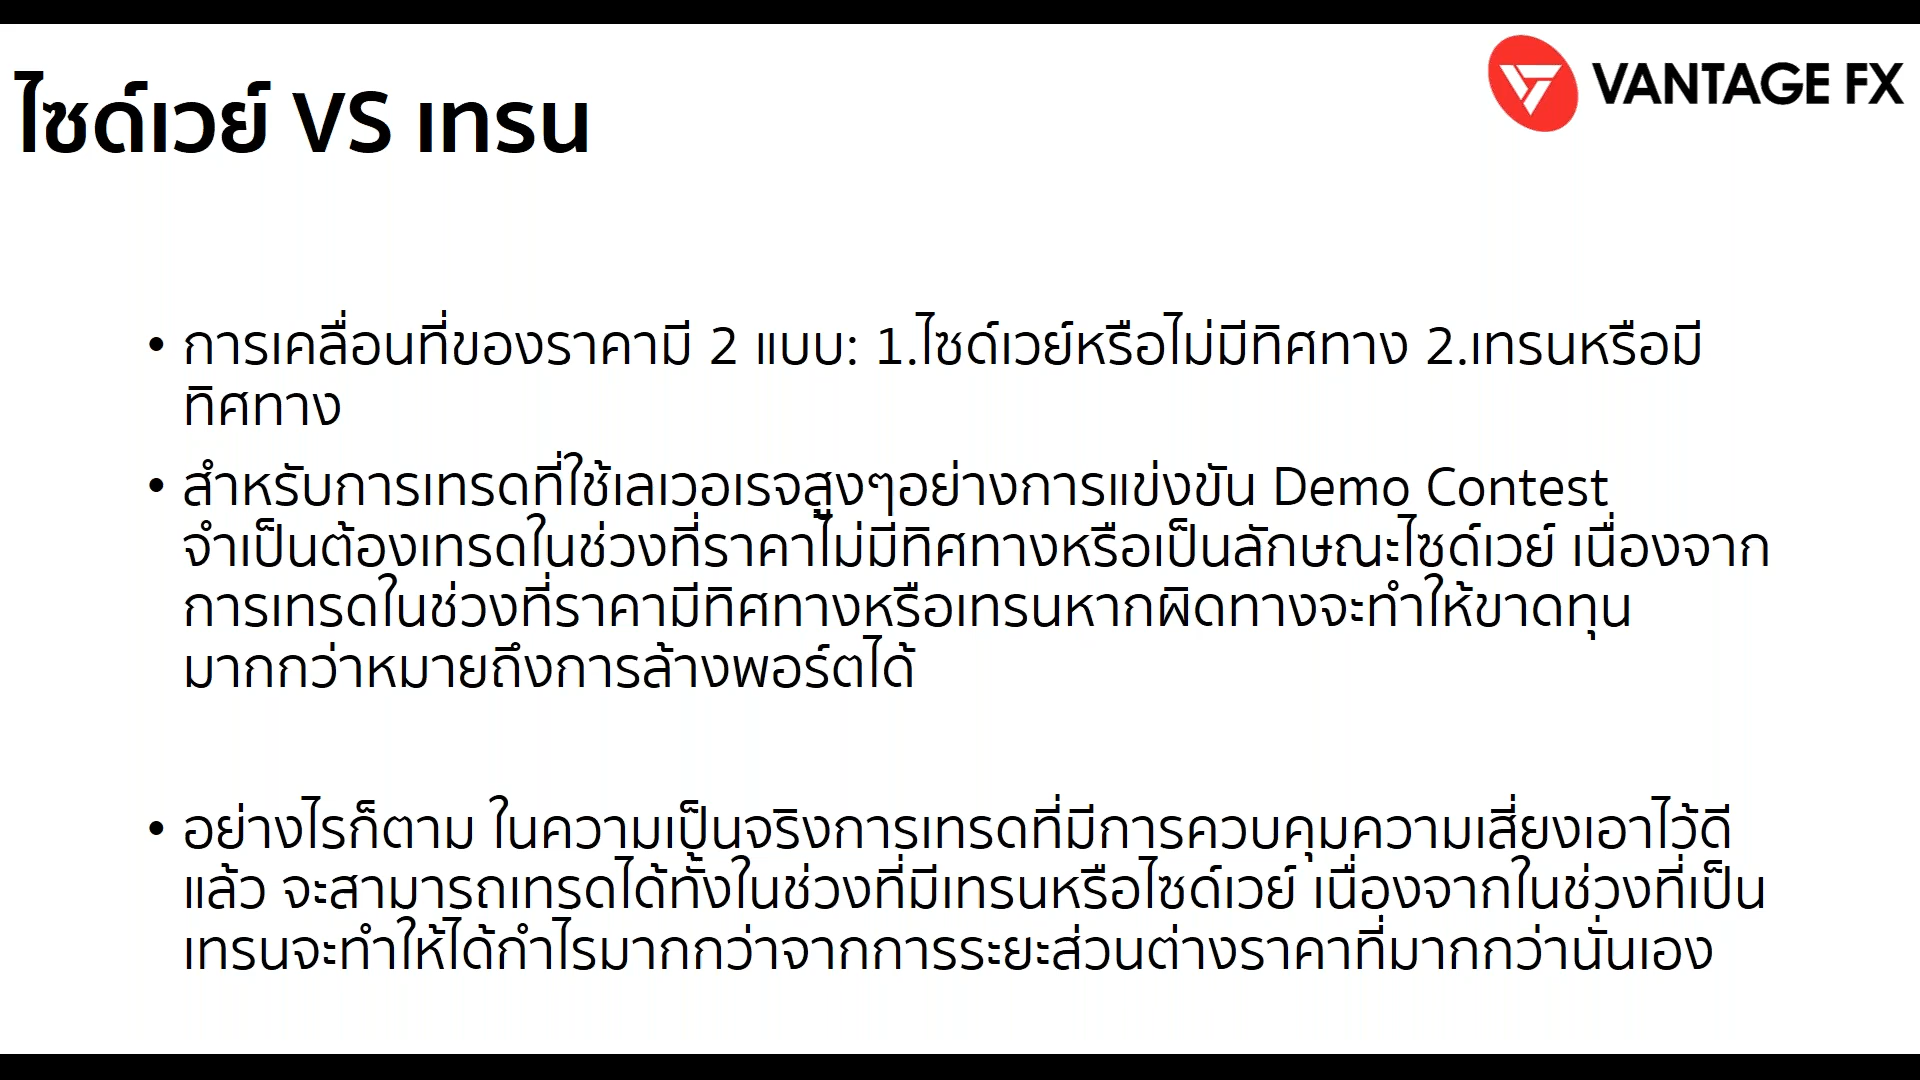 VANTAGE FX
ไซด์เวย์ VS เทรน
• การเคลื่อนที่ของราคามี 2 แบบ: 1.ไซด์เวย์หรือไม่มีทิศทาง 2.เทรนหรือมี
ทิศทาง
• สำหรับการเทรดที่ใช้เลเวอเรจสูงๆอย่างการแข่งขัน Demo Contest
จำเป็นต้องเทรดในช่วงที่ราคาไม่มีทิศทางหรือเป็นลักษณะไซด์เวย์ เนื่องจาก
การเทรดในช่วงที่ราคามีทิศทางหรือเทรนหากผิดทางจะทำให้ขาดทุน
มากกว่าหมายถึงการล้างพอร์ตได้
• อย่างไรก็ตาม ในความเป็นจริงการเทรดที่มีการควบคุมความเสี่ยงเอาไว้ดี
แล้ว จะสามารถเทรดได้ทั้งในช่วงที่มีเทรนหรือไซด์เวย์ เนื่องจากในช่วงที่เป็น
เทรนจะทำให้ได้กำไรมากกว่าจากการระยะส่วนต่างราคาที่มากกว่านั่นเอง